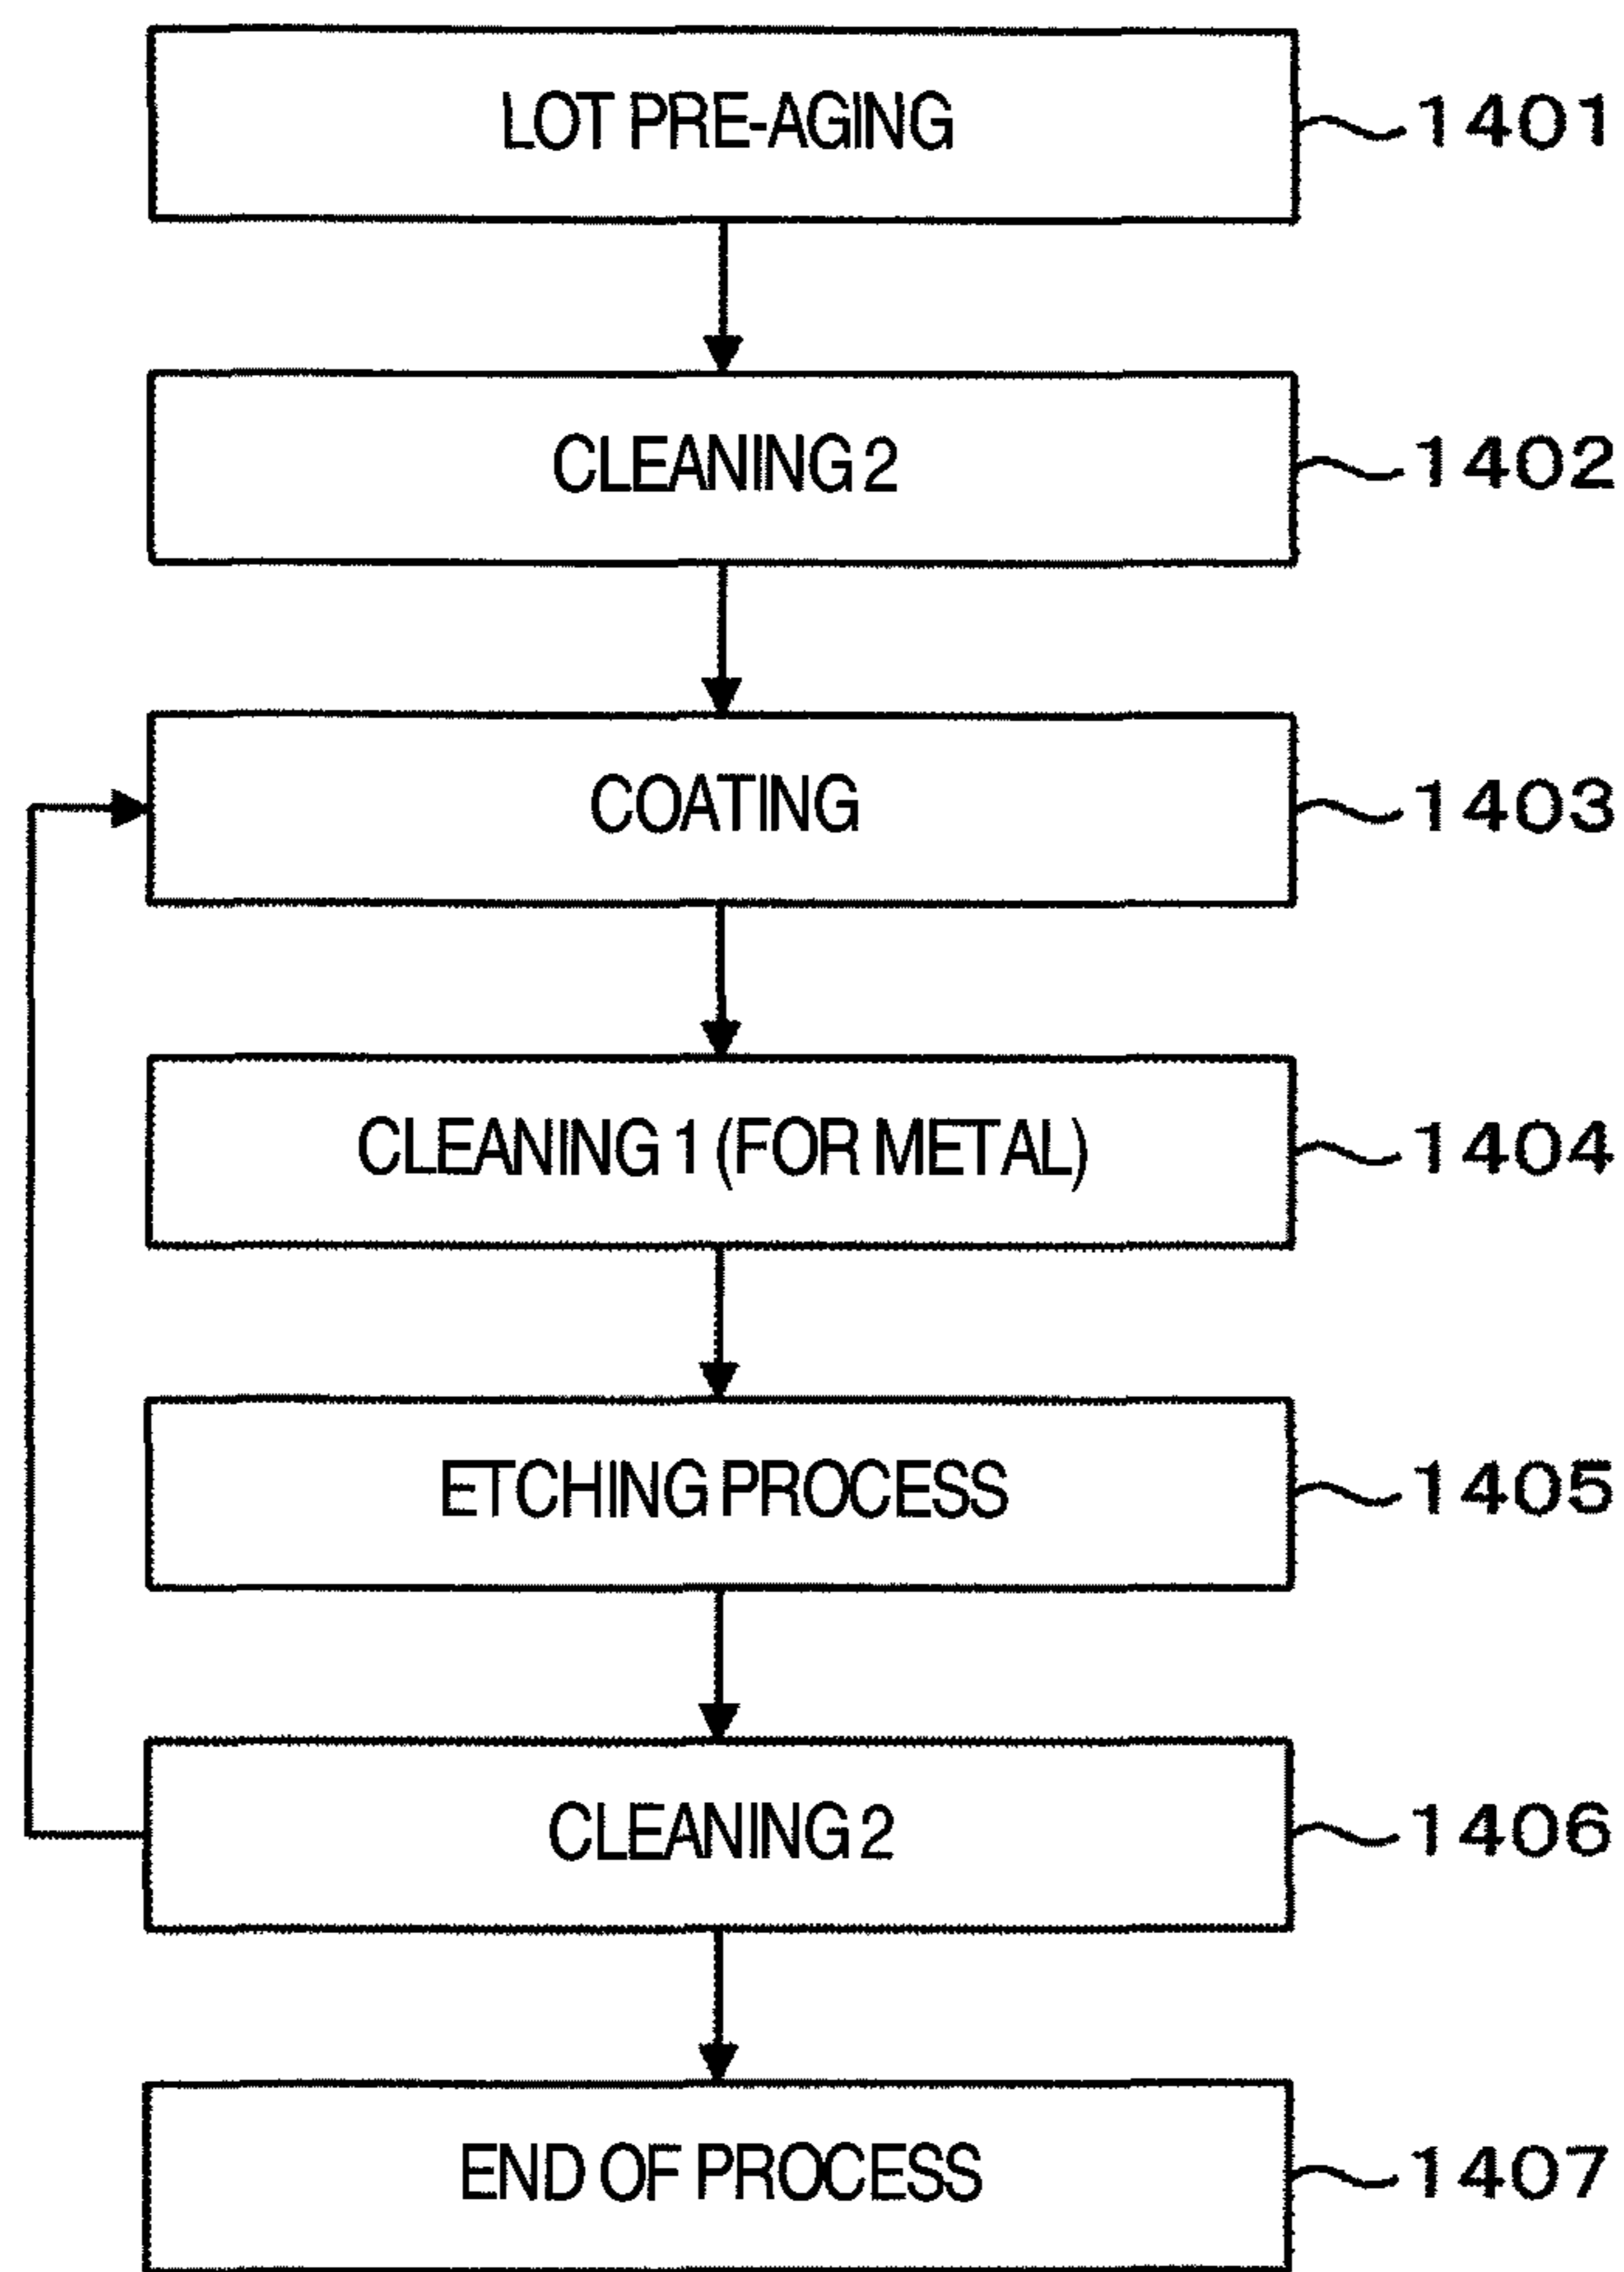 LOT PRE-AGING 1401
CLEANING 2 1402
COATING 1403
CLEANING 1 (FOR METAL) 1404
ETCHING PROCESS 1405
CLEANING 2 1406
END OF PROCESS 1407